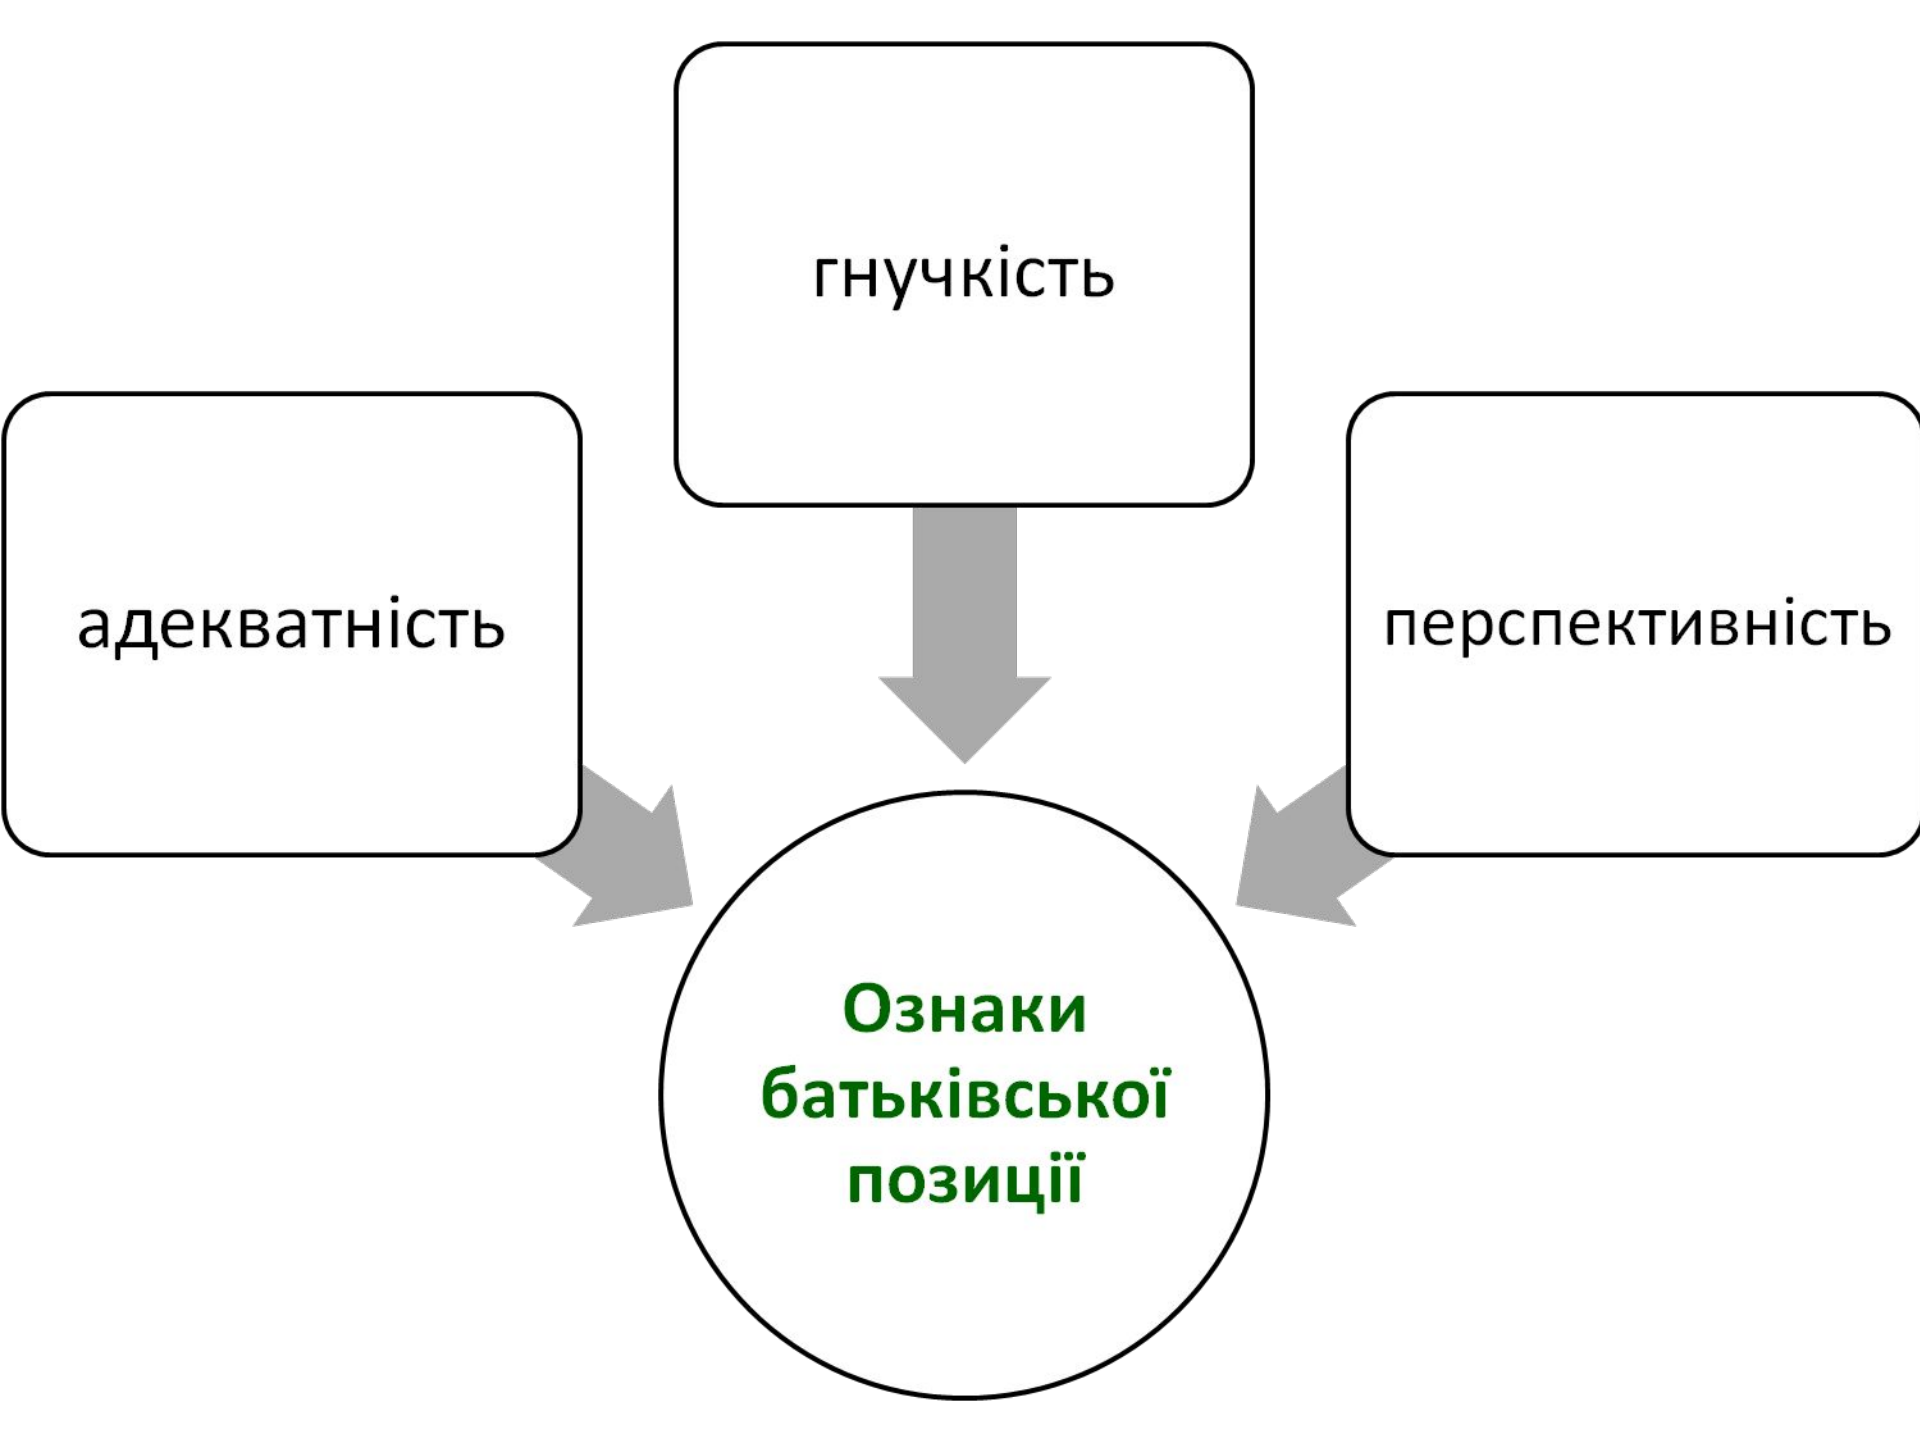 гнучкість
адекватність
перспективність
Ознаки
батьківської
позиції